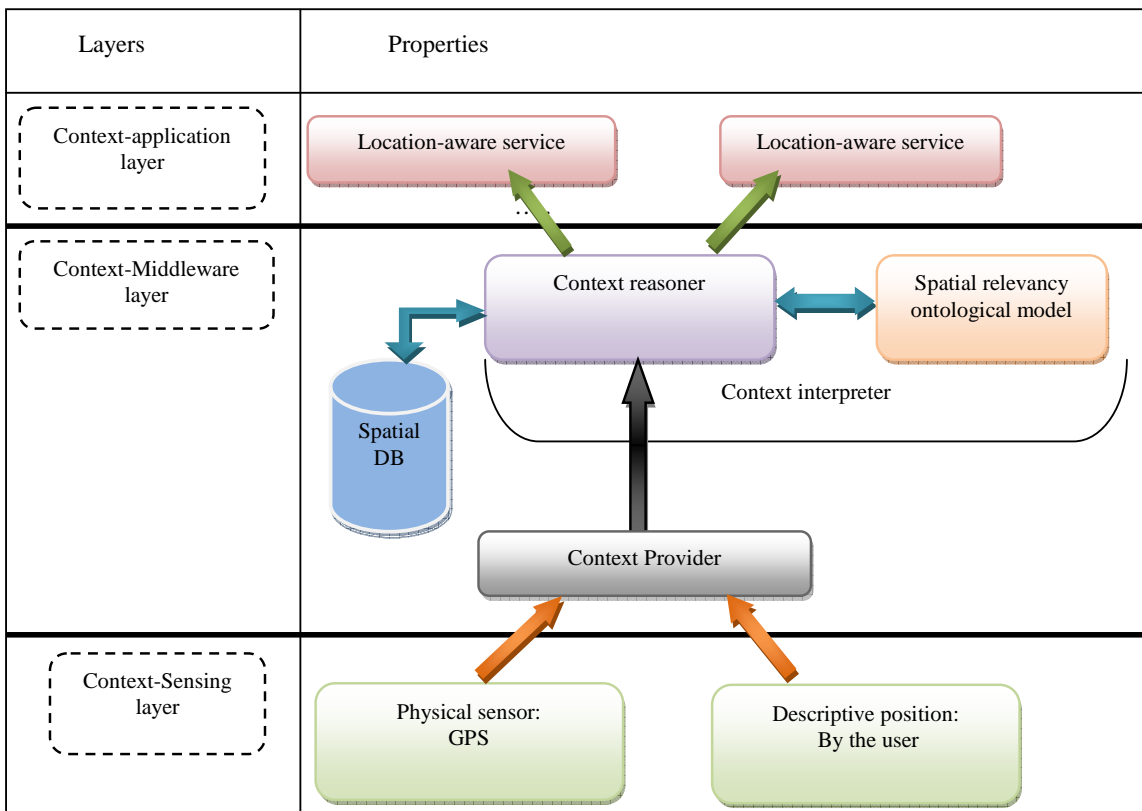 Layers
Properties
Context-application
layer
Location-aware service
Location-aware service
.. ..
Context-Middleware
layer
Context reasoner
Spatial relevancy
ontological model
Context interpreter
Spatial
DB
Context Provider
Context-Sensing
layer
Physical sensor:
GPS
Descriptive position:
By the user